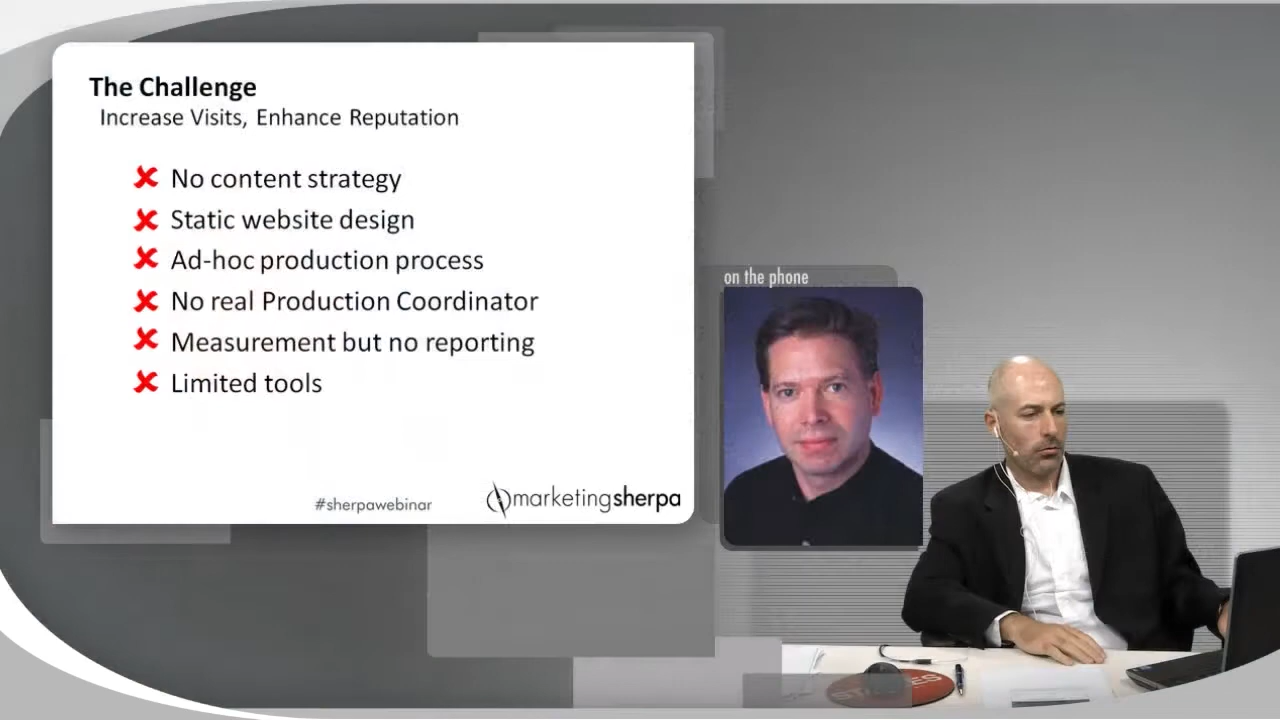 The Challenge
Increase Visits, Enhance Reputation
✘ No content strategy
✘ Static website design
✘ Ad-hoc production process
✘ No real Production Coordinator
✘ Measurement but no reporting
✘ Limited tools
#sherpawebinar
marketingsherpa
on the phone